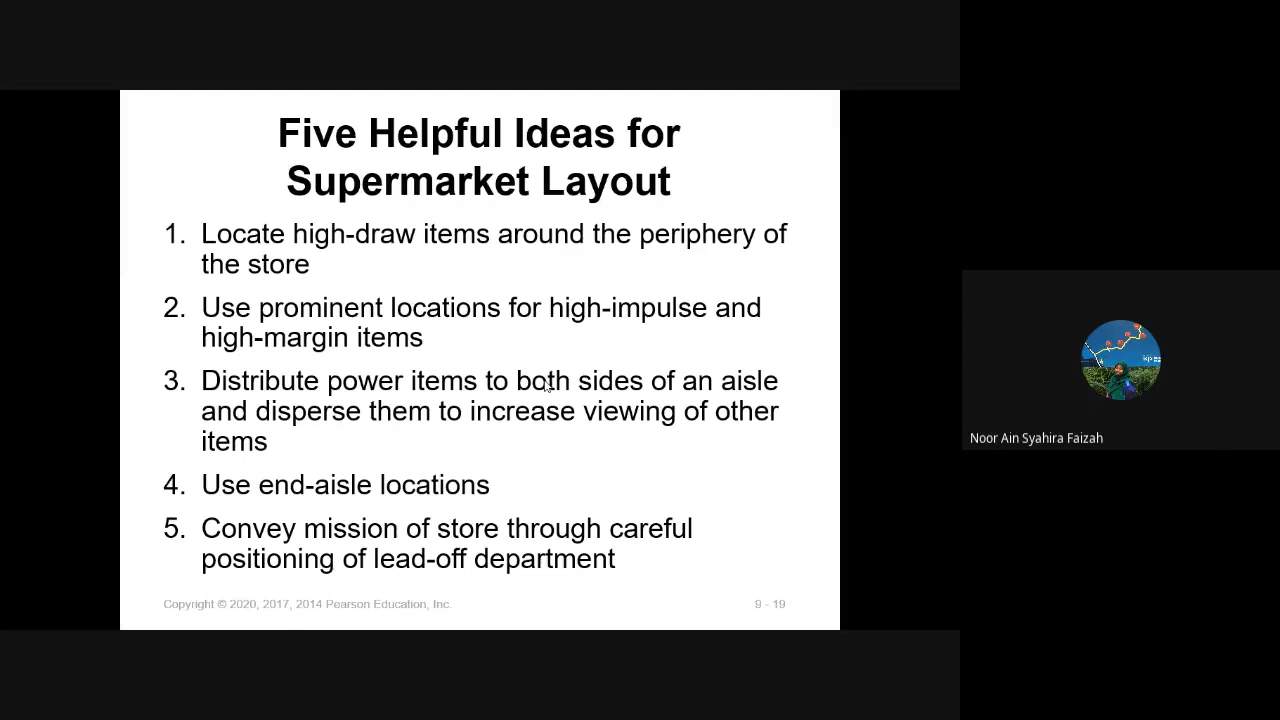 Five Helpful Ideas for
Supermarket Layout
1. Locate high-draw items around the periphery of
the store
2. Use prominent locations for high-impulse and
high-margin items
3. Distribute power items to both sides of an aisle
and disperse them to increase viewing of other
items
4. Use end-aisle locations
5. Convey mission of store through careful
positioning of lead-off department
Copyright © 2020, 2017, 2014 Pearson Education, Inc.
9 - 19
Noor Ain Syahira Faizah